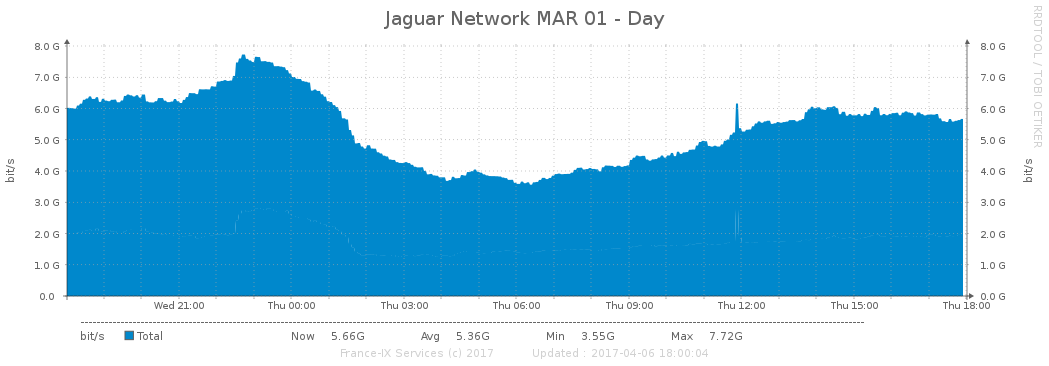 Jaguar Network MAR 01 - Day
RRDTOOL / TOBI OETIKER
bit/s
8.0 G 8.0 G
7.0 G 7.0 G
6.0 G 6.0 G
5.0 G 5.0 G
4.0 G 4.0 G
3.0 G 3.0 G
2.0 G 2.0 G
1.0 G 1.0 G
0.0 0.0 G
bit/s
Wed 21:00 Thu 00:00 Thu 03:00 Thu 06:00 Thu 09:00 Thu 12:00 Thu 15:00 Thu 18:00
bit/s Total Now 5.66G Avg 5.36G Min 3.55G Max 7.72G
France-IX Services (c) 2017 Updated : 2017-04-06 18:00:04